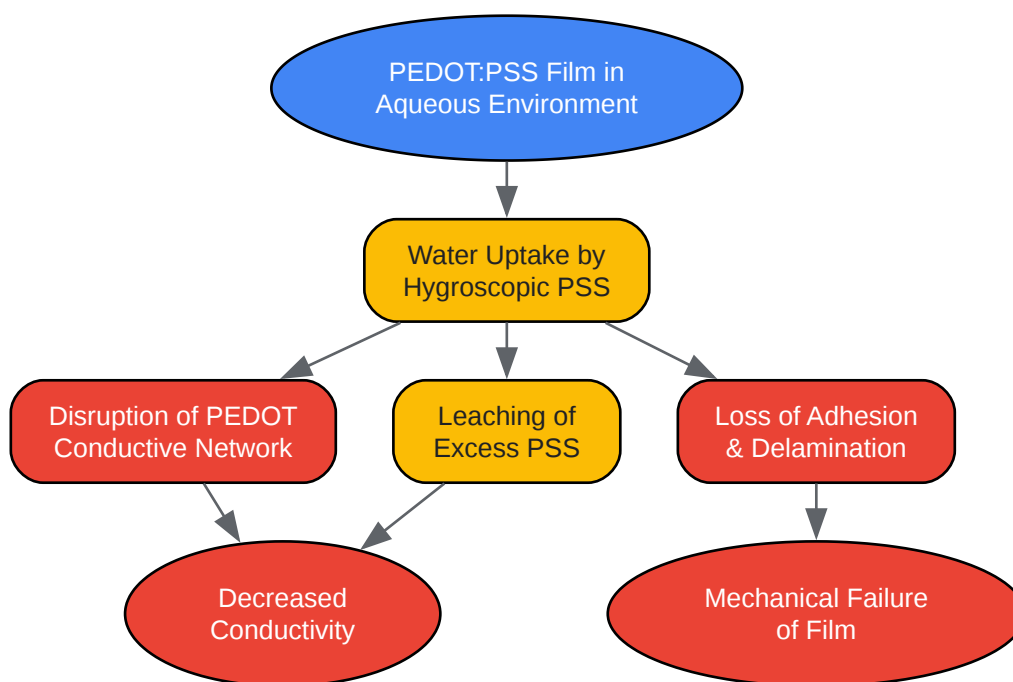 PEDOT:PSS Film in
Aqueous Environment
Water Uptake by
Hygroscopic PSS
Disruption of PEDOT
Conductive Network
Leaching of
Excess PSS
Loss of Adhesion
& Delamination
Decreased
Conductivity
Mechanical Failure
of Film